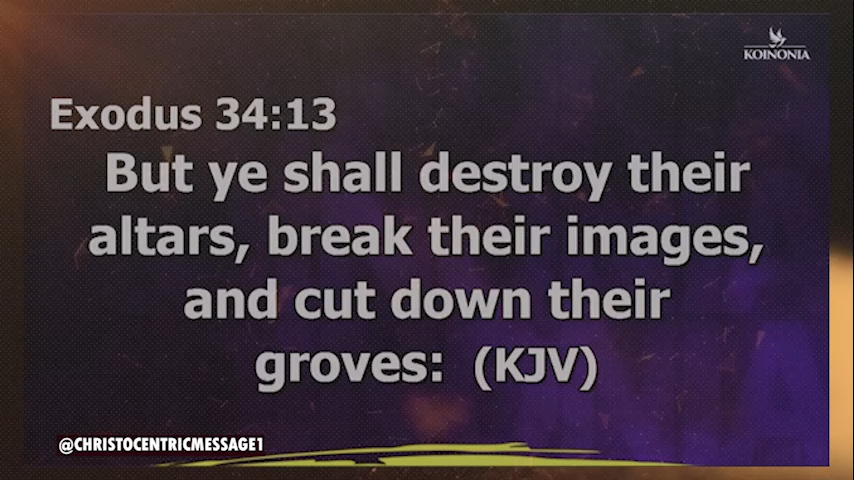 KOINONIA
Exodus 34:13
But ye shall destroy their
altars, break their images,
and cut down their
groves: (KJV)
@CHRISTOCENTRICMESSAGE1